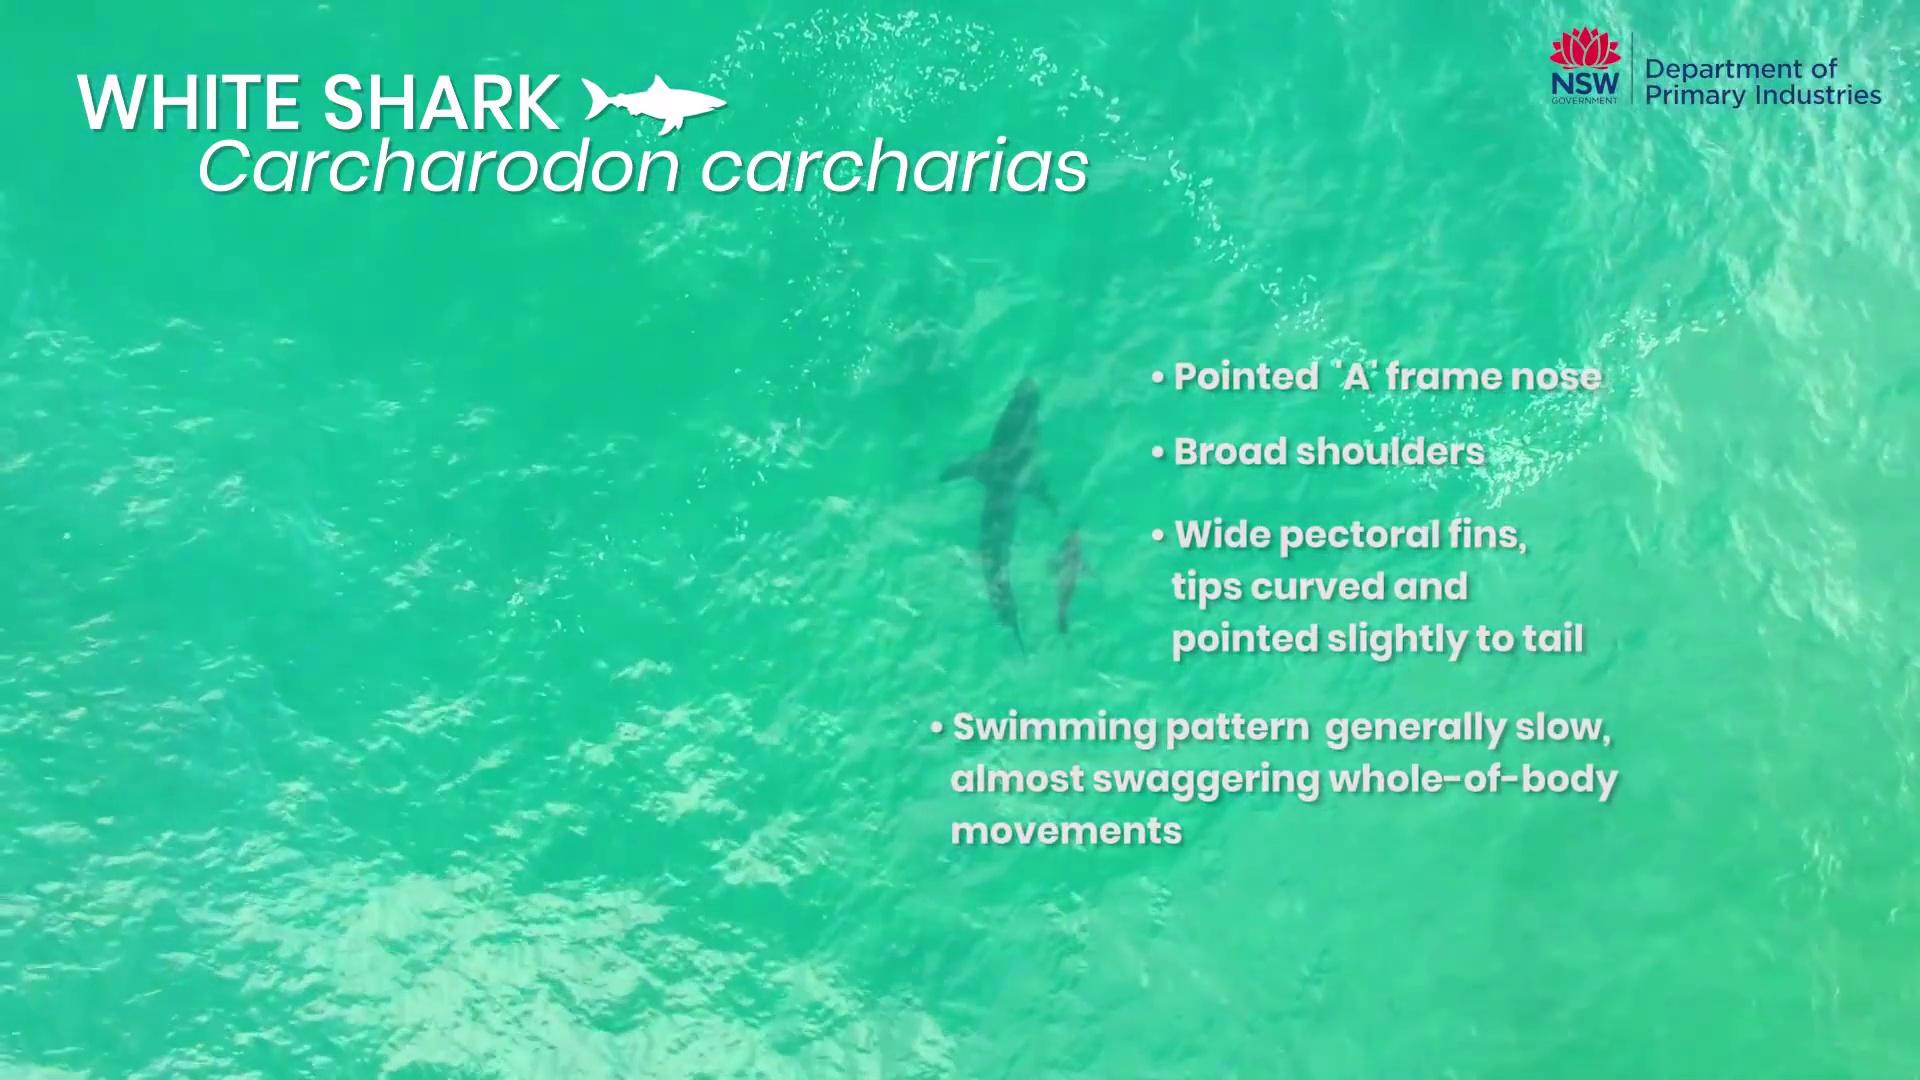 WHITE SHARK
Carcharodon carcharias
NSW
GOVERNMENT
Department of
Primary Industries
• Pointed 'A' frame nose
• Broad shoulders
• Wide pectoral fins,
tips curved and
pointed slightly to tail
• Swimming pattern generally slow,
almost swaggering whole-of-body
movements